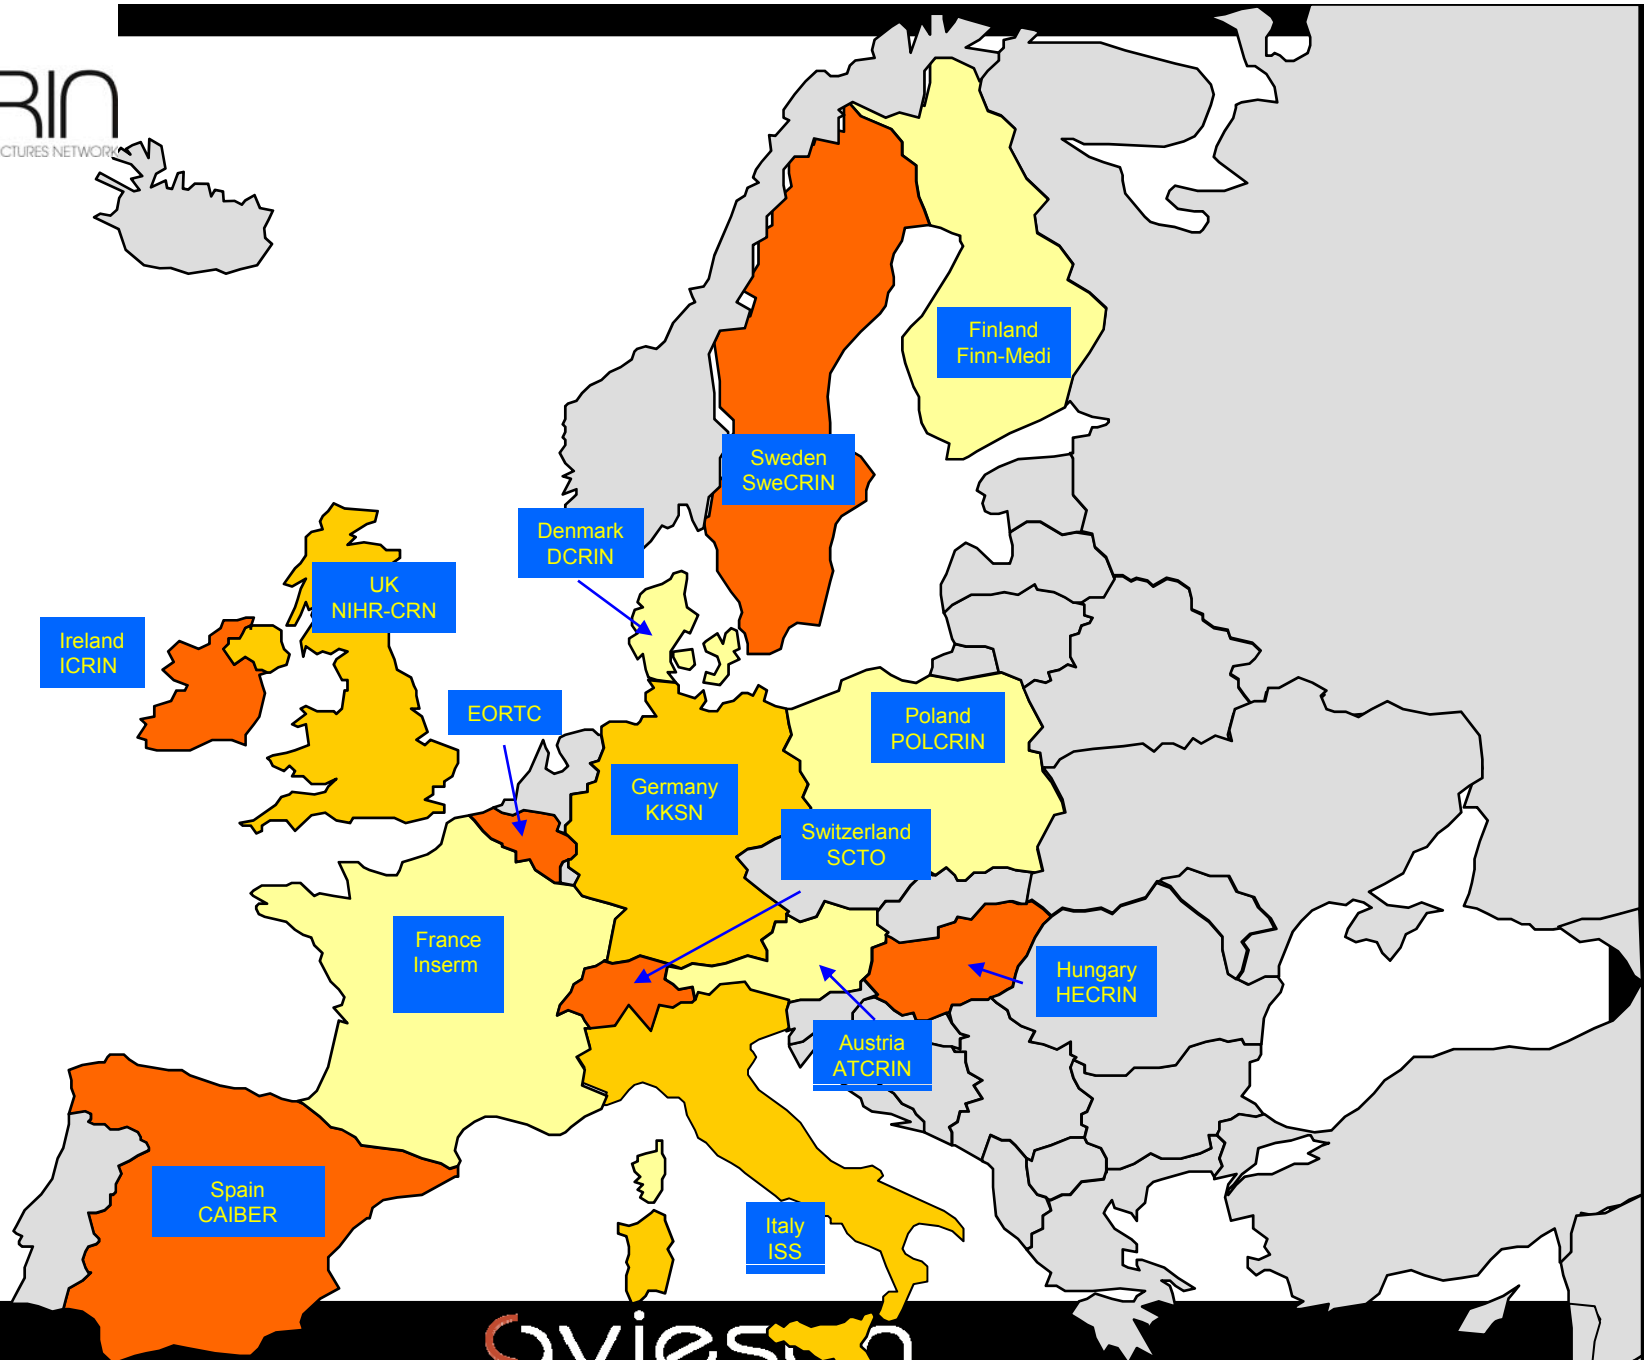 RIN
CTURES NETWORK
Finland
Finn-Medi
Sweden
SweCRIN
Denmark
DCRIN
UK
NIHR-CRN
Ireland
ICRIN
EORTC
Poland
POLCRIN
Germany
KKSN
Switzerland
SCTO
France
Inserm
Hungary
HECRIN
Austria
ATCRIN
Spain
CAIBER
Italy
ISS